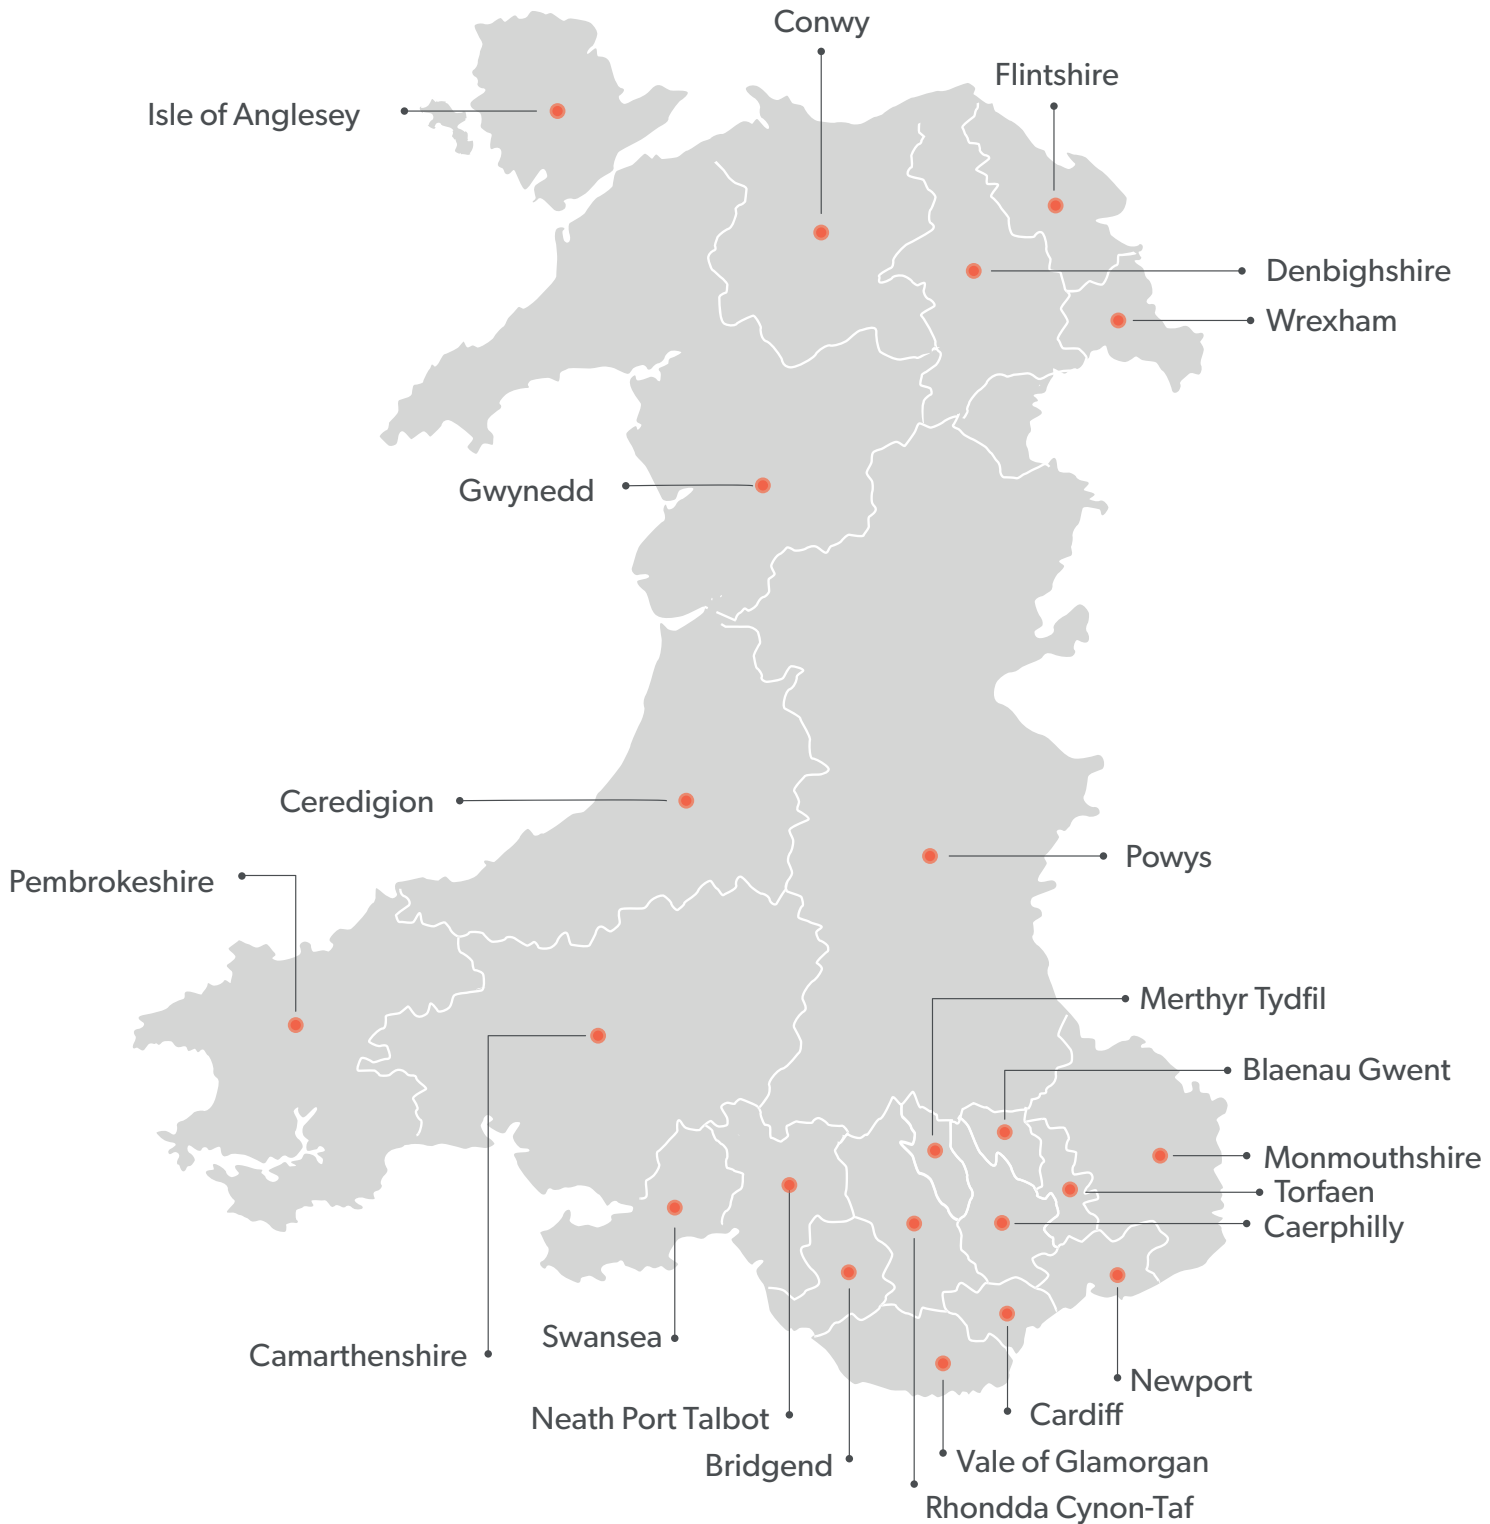 Conwy
Flintshire
Isle of Anglesey
Denbighshire
Wrexham
Gwynedd
Ceredigion
Powys
Pembrokeshire
Merthyr Tydfil
Blaenau Gwent
Monmouthshire
Torfaen
Caerphilly
Swansea
Camarthenshire
Newport
Neath Port Talbot
Cardiff
Bridgend
Vale of Glamorgan
Rhondda Cynon-Taf